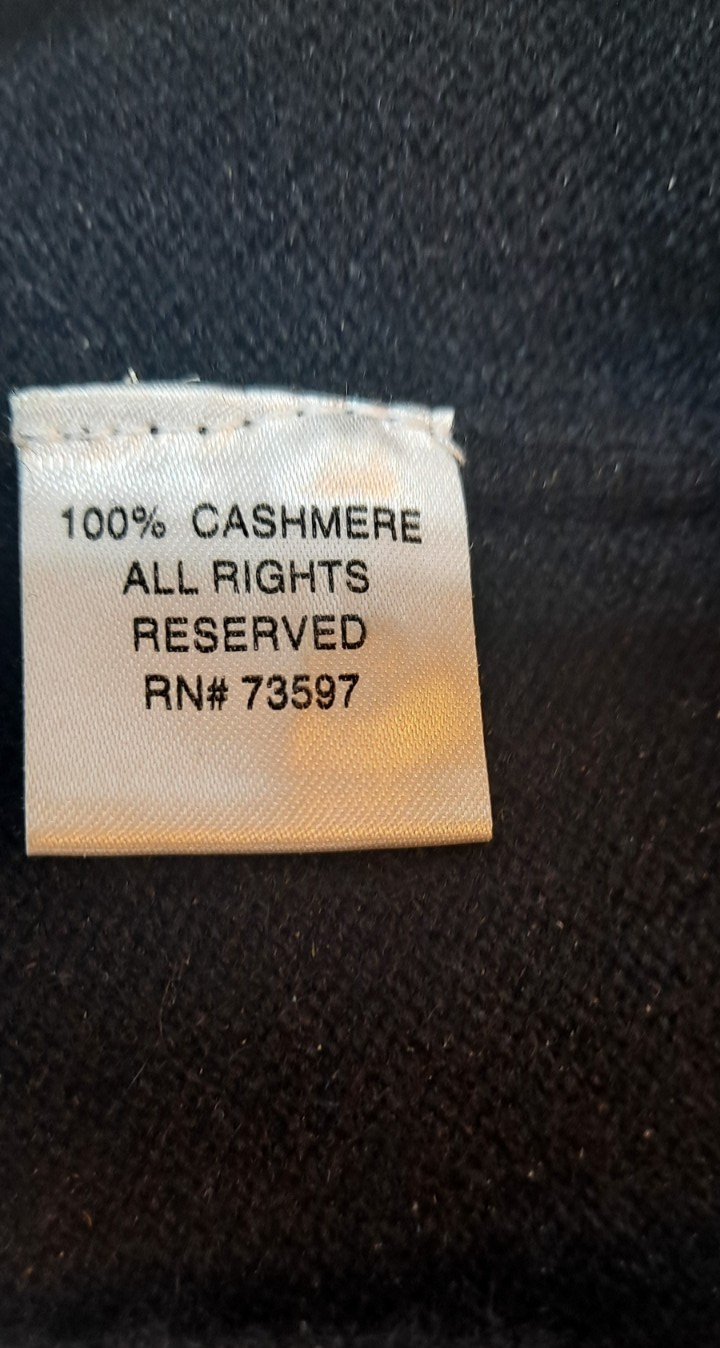 100% CASHMERE
ALL RIGHTS
RESERVED
RN# 73597